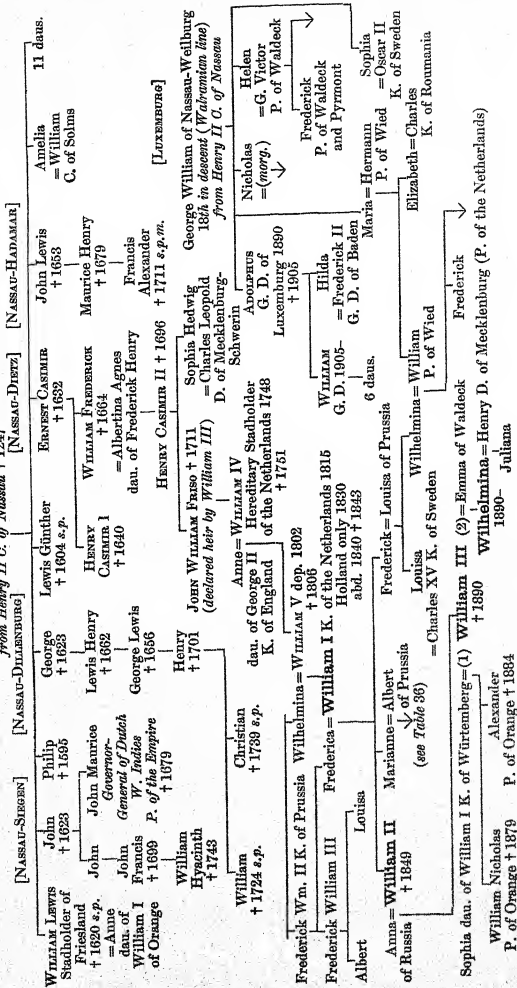 from Henry II C. of Nassau † 1247
[NASSAU-SIEGEN]
[NASSAU-DILLENBURG]
[NASSAU-DIETZ]
[NASSAU-HADAMAR]
WILLIAM LEWIS
Stadholder of
Friesland
† 1620 s.p.
=Anne
dau. of
William I
of Orange
John
† 1623
Philip
† 1595
George
† 1623
Lewis Günther
† 1604 s.p.
ERNEST CASIMIR
† 1632
John Lewis
† 1653
Amelia
=William
C. of Solms
11 daus.
John
John Maurice
Governor-
General of Dutch
W. Indies
P. of the Empire
† 1679
Lewis Henry
† 1662
HENRY
CASIMIR I
† 1640
WILLIAM FREDERICK
† 1664
=Albertina Agnes
dau. of Frederick Henry
Maurice Henry
† 1679
John
Francis
† 1699
George Lewis
† 1656
Francis
Alexander
† 1711 s.p.m.
HENRY CASIMIR II † 1696
[LUXEMBURG]
William
Hyacinth
† 1743
Henry
† 1701
JOHN WILLIAM FRISO † 1711
(declared heir by William III)
Sophia Hedwig
=Charles Leopold
D. of Mecklenburg-
Schwerin
George William of Nassau-Weilburg
18th in descent (Walramian line)
from Henry II C. of Nassau
William
† 1724 s.p.
Christian
† 1739 s.p.
Anne=WILLIAM IV
dau. of George II
K. of England
Hereditary Stadholder
of the Netherlands 1748
† 1751
ADOLPHUS
G. D. of
Luxemburg 1890
† 1905
Nicholas
=(morg.)
Helen
=G. Victor
P. of Waldeck
Frederick Wm. II K. of Prussia
Wilhelmina=WILLIAM V dep. 1802
† 1806
WILLIAM
G. D. 1905–
6 daus.
Hilda
=Frederick II
G. D. of Baden
Frederick
P. of Waldeck
and Pyrmont
Frederick William III
Frederica=William I K. of the Netherlands 1815
Holland only 1830
abd. 1840 † 1843
Maria=Hermann
P. of Wied
Sophia
=Oscar II
K. of Sweden
Albert
Louisa
Anna=William II
of Russia
† 1849
Marianne=Albert
of Prussia
(see Table 36)
Frederick=Louisa of Prussia
Louisa
=Charles XV K. of Sweden
Wilhelmina=William
P. of Wied
Elizabeth=Charles
K. of Roumania
Sophia dau. of William I K. of Würtemberg=(1) William III (2)=Emma of Waldeck
† 1890
Frederick
William Nicholas
P. of Orange † 1879
Alexander
P. of Orange † 1884
Wilhelmina=Henry D. of Mecklenburg (P. of the Netherlands)
1890–
Juliana